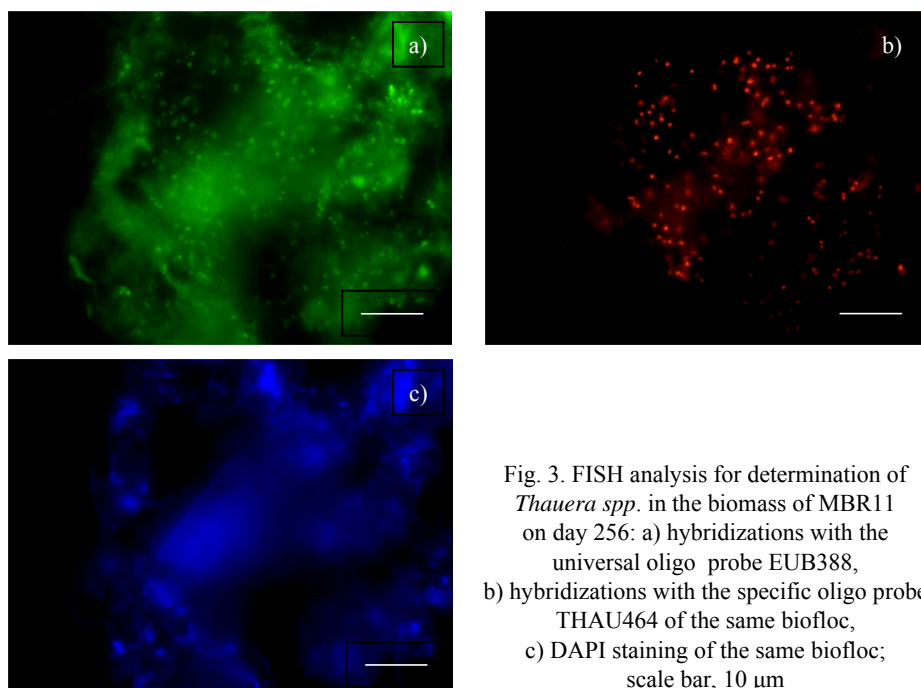 a)
b)
c)
Fig. 3. FISH analysis for determination of
Thauera spp. in the biomass of MBR11
on day 256: a) hybridizations with the
universal oligo probe EUB388,
b) hybridizations with the specific oligo probe
THAU464 of the same biofloc,
c) DAPI staining of the same biofloc;
scale bar, 10 μm